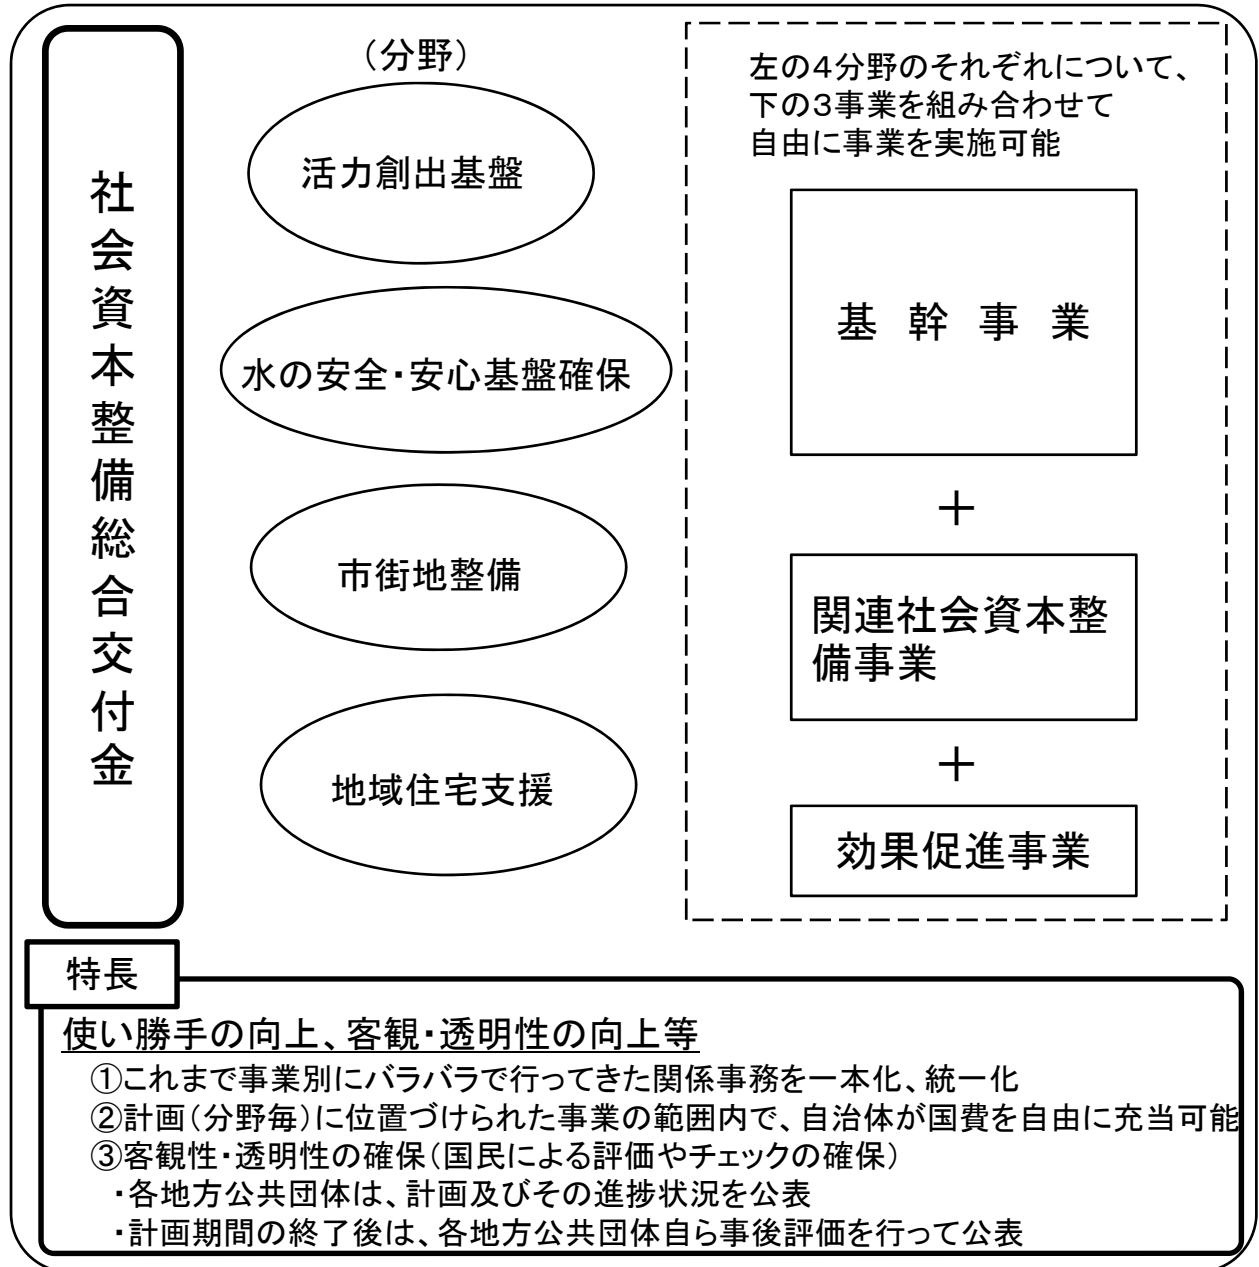 社会資本整備総合交付金
(分野)
活力創出基盤
水の安全・安心基盤確保
市街地整備
地域住宅支援
左の4分野のそれぞれについて、
下の3事業を組み合わせて
自由に事業を実施可能
基幹事業
+
関連社会資本整
備事業
+
効果促進事業
特長
使い勝手の向上、客観・透明性の向上等
①これまで事業別にバラバラで行ってきた関係事務を一本化、統一化
②計画(分野毎)に位置づけられた事業の範囲内で、自治体が国費を自由に充当可能
③客観性・透明性の確保(国民による評価やチェックの確保)
・各地方公共団体は、計画及びその進捗状況を公表
・計画期間の終了後は、各地方公共団体自ら事後評価を行って公表